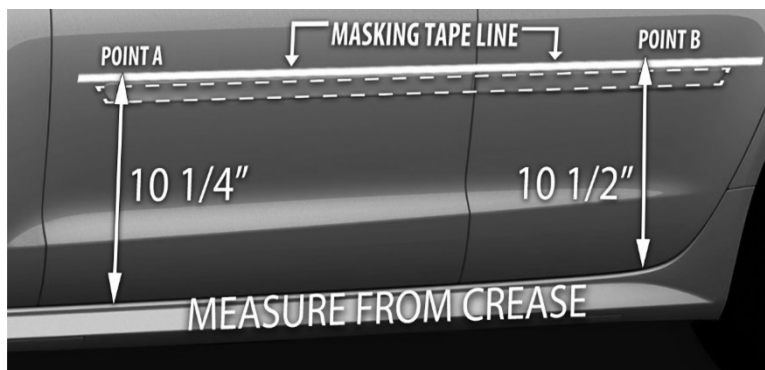 MASKING TAPE LINE
POINT A
POINT B
10 1/4”
10 1/2”
MEASURE FROM CREASE